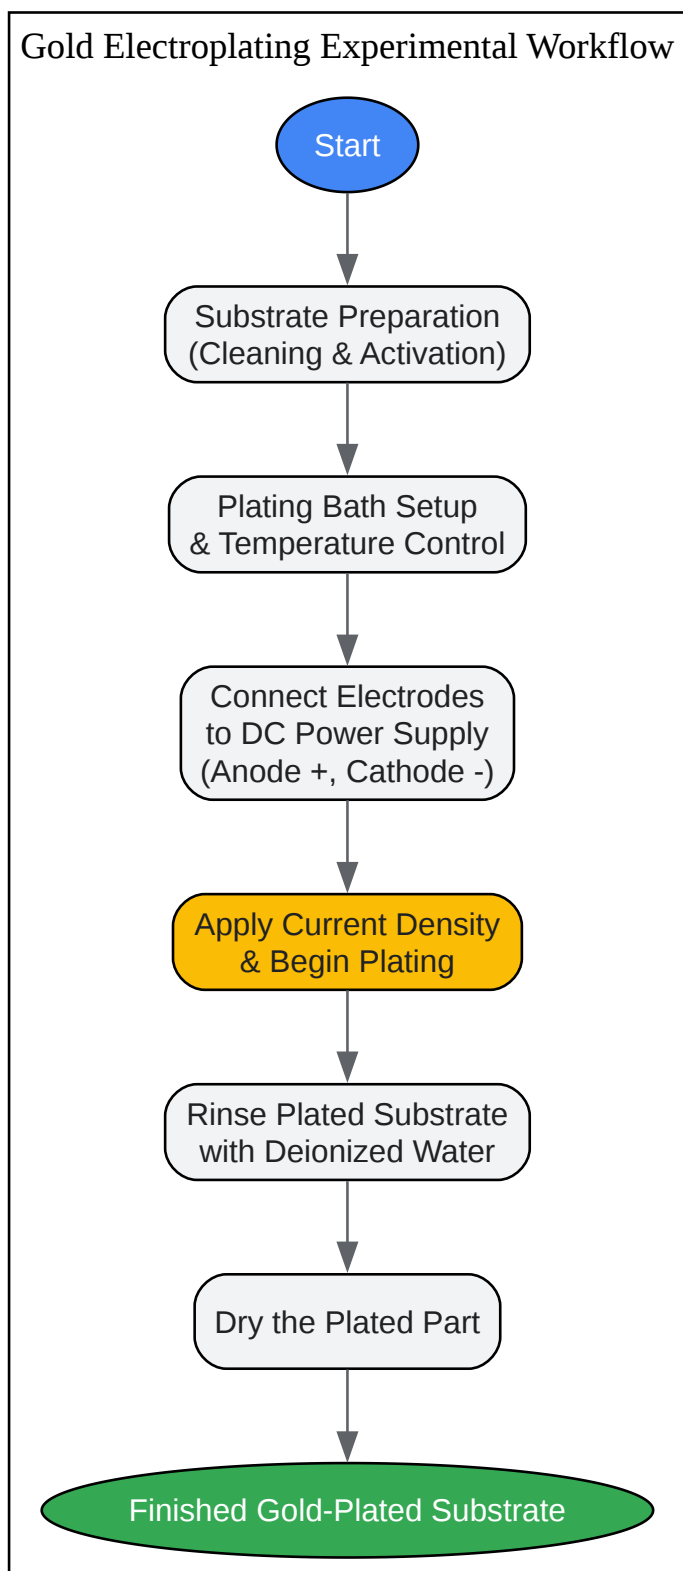 Gold Electroplating Experimental Workflow
Start
Substrate Preparation
(Cleaning & Activation)
Plating Bath Setup
& Temperature Control
Connect Electrodes
to DC Power Supply
(Anode +, Cathode -)
Apply Current Density
& Begin Plating
Rinse Plated Substrate
with Deionized Water
Dry the Plated Part
Finished Gold-Plated Substrate